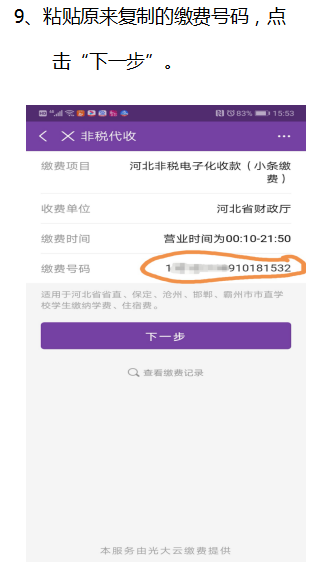 9、粘贴原来复制的缴费号码，点
击“下一步”。
83% 15:53
非税代收 ···
缴费项目 河北非税电子化收款（小条缴
费）
收费单位 河北省财政厅
缴费时间 营业时间为00:10-21:50
缴费号码 1 910181532
适用于河北省省直、保定、沧州、邯郸、霸州市市直学
校学生缴纳学费、住宿费。
下一步
查看缴费记录
本服务由光大云缴费提供